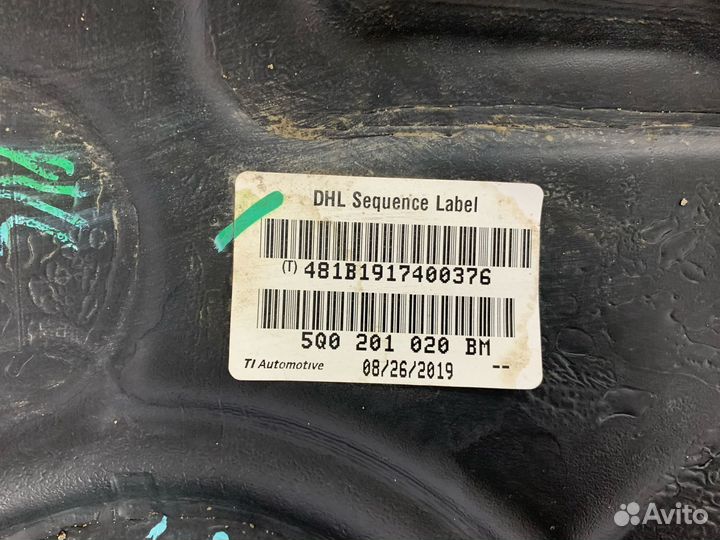 DHL Sequence Label
(T) 481B1917400376
5Q0 201 020 BM
TI Automotive 08/26/2019 --
Avito